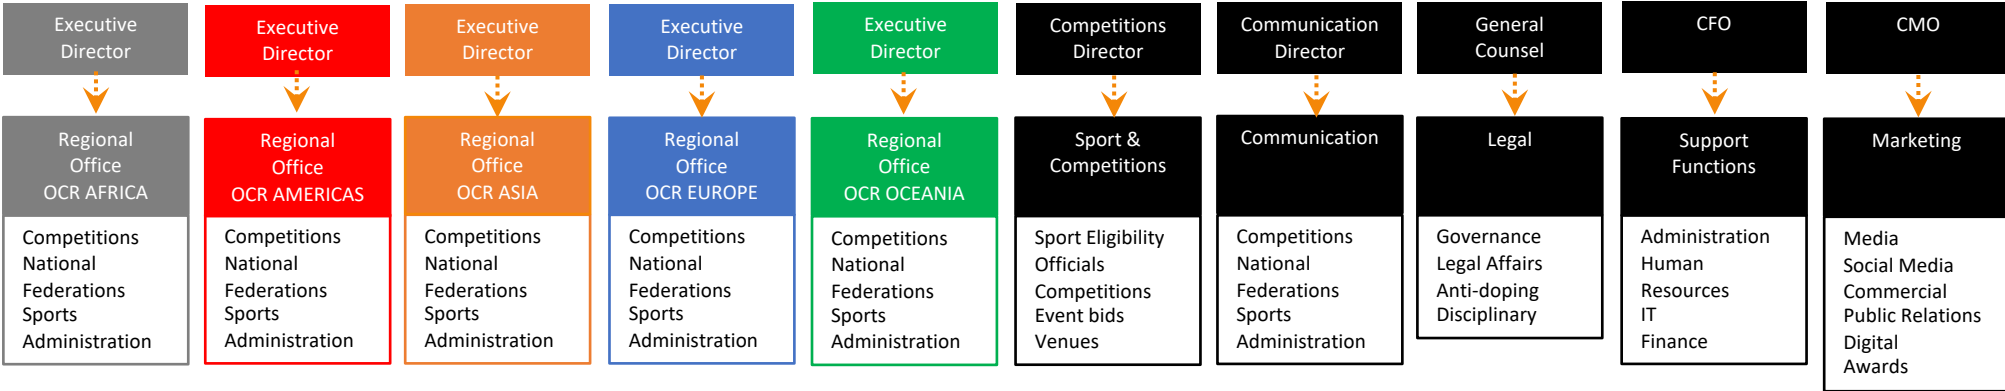 Executive
Director
Executive
Director
Executive
Director
Executive
Director
Executive
Director
Competitions
Director
Communication
Director
General
Counsel
CFO
CMO
Regional
Office
OCR AFRICA
Regional
Office
OCR AMERICAS
Regional
Office
OCR ASIA
Regional
Office
OCR EUROPE
Regional
Office
OCR OCEANIA
Sport &
Competitions
Communication
Legal
Support
Functions
Marketing
Competitions
National
Federations
Sports
Administration
Competitions
National
Federations
Sports
Administration
Competitions
National
Federations
Sports
Administration
Competitions
National
Federations
Sports
Administration
Competitions
National
Federations
Sports
Administration
Sport Eligibility
Officials
Competitions
Event bids
Venues
Competitions
National
Federations
Sports
Administration
Governance
Legal Affairs
Anti-doping
Disciplinary
Administration
Human
Resources
IT
Finance
Media
Social Media
Commercial
Public Relations
Digital
Awards